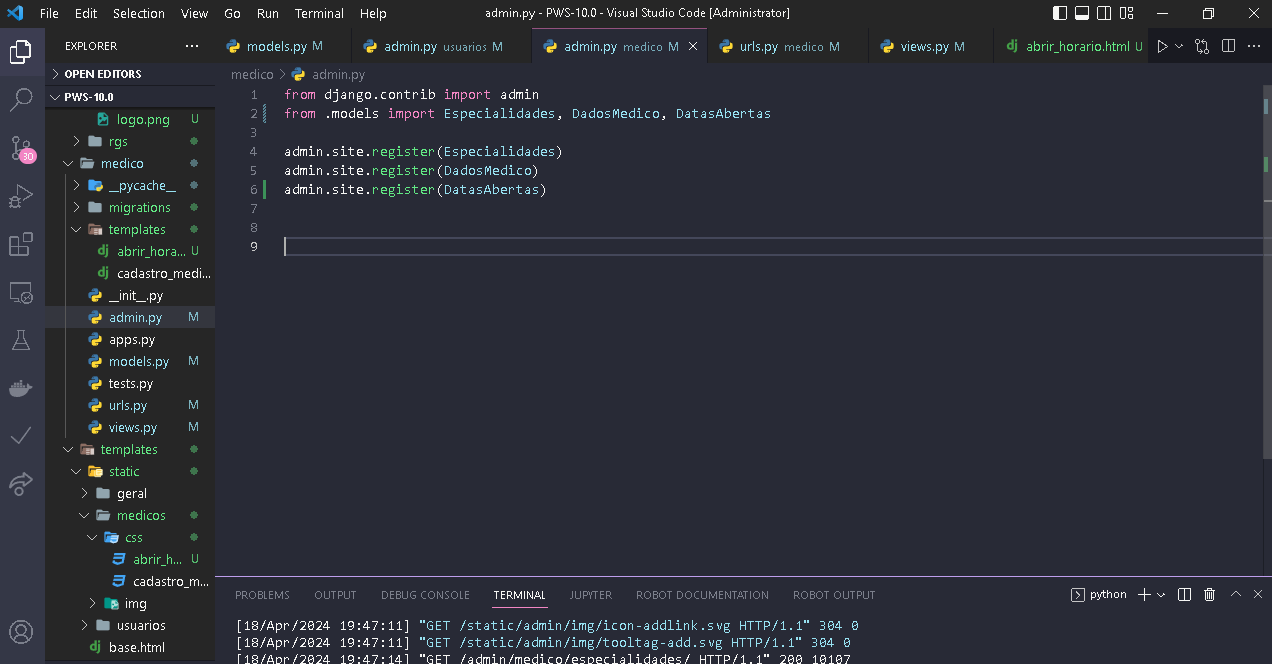 File Edit Selection View Go Run Terminal Help admin.py - PWS-10.0 - Visual Studio Code [Administrator]
EXPLORER ... models.py M admin.py usuarios M admin.py medico M urls.py medico M views.py M abrir_horario.html U
OPEN EDITORS
PWS-10.0
logo.png U
rgs
medico
__pycache__
migrations
templates
abrir_hora... U
cadastro_medi...
__init__.py
admin.py M
apps.py
models.py M
tests.py
urls.py M
views.py M
templates
static
geral
medicos
css
abrir_h... U
cadastro_m...
img
usuarios
base.html
30
medico > admin.py
1 from django.contrib import admin
2 from .models import Especialidades, DadosMedico, DatasAbertas
3
4 admin.site.register(Especialidades)
5 admin.site.register(DadosMedico)
6 admin.site.register(DatasAbertas)
7
8
9
PROBLEMS OUTPUT DEBUG CONSOLE TERMINAL JUPYTER ROBOT DOCUMENTATION ROBOT OUTPUT python
[18/Apr/2024 19:47:11] "GET /static/admin/img/icon-addlink.svg HTTP/1.1" 304 0
[18/Apr/2024 19:47:11] "GET /static/admin/img/tooltag-add.svg HTTP/1.1" 304 0
[18/Apr/2024 19:47:14] "GET /admin/medico/especialidades/ HTTP/1.1" 200 10107